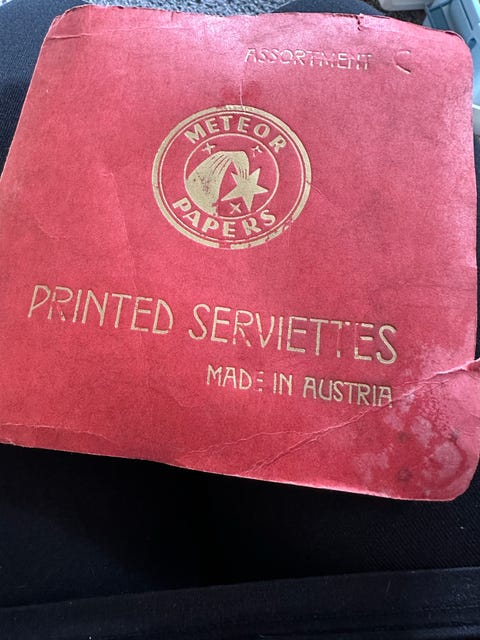 ASSORTMENT C
METEOR
PAPERS
PRINTED SERVIETTES
MADE IN AUSTRIA